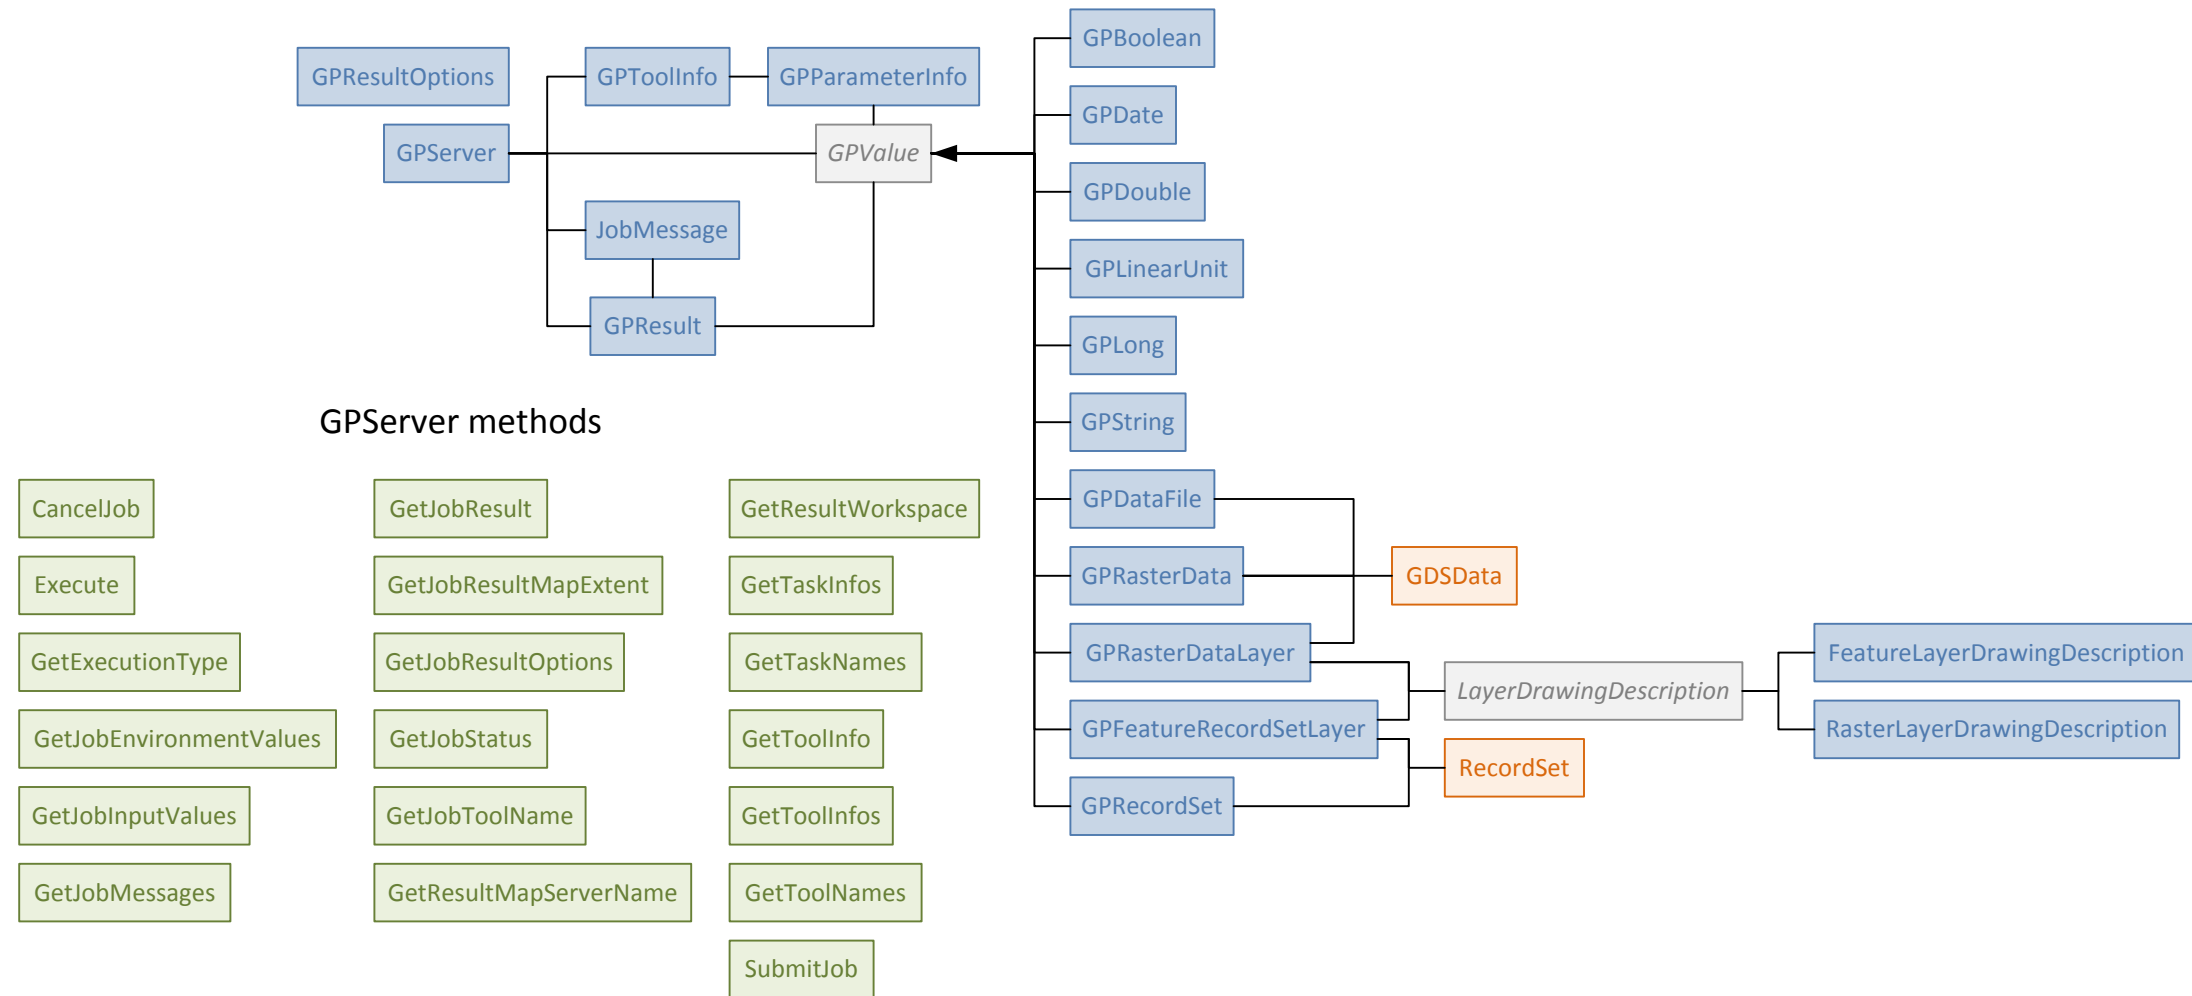 GPResultOptions
GPToolInfo
GPParameterInfo
GPServer
GPValue
JobMessage
GPResult
GPBoolean
GPDate
GPDouble
GPLinearUnit
GPLong
GPString
GPDataFile
GPRasterData
GDSData
GPRasterDataLayer
LayerDrawingDescription
FeatureLayerDrawingDescription
RasterLayerDrawingDescription
GPFeatureRecordSetLayer
RecordSet
GPRecordSet
GPServer methods
CancelJob
Execute
GetExecutionType
GetJobEnvironmentValues
GetJobInputValues
GetJobMessages
GetJobResult
GetJobResultMapExtent
GetJobResultOptions
GetJobStatus
GetJobToolName
GetResultMapServerName
GetResultWorkspace
GetTaskInfos
GetTaskNames
GetToolInfo
GetToolInfos
GetToolNames
SubmitJob